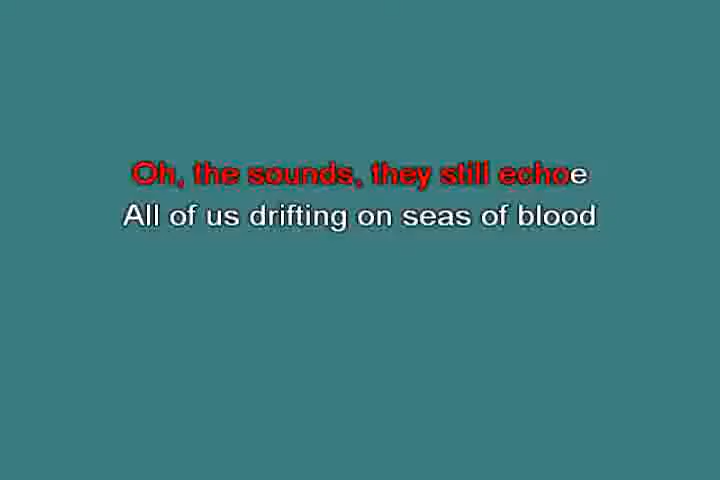 Oh, the sounds, they still echoe
All of us drifting on seas of blood